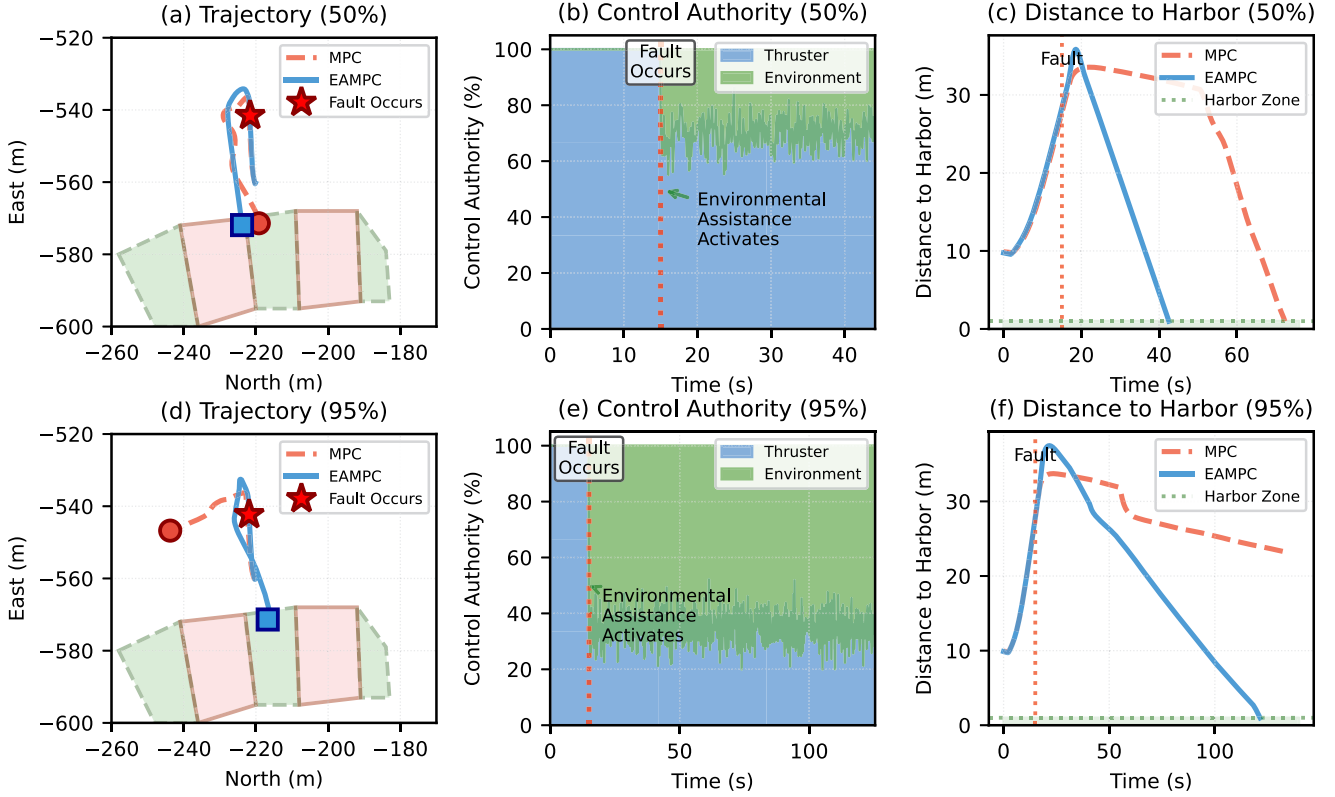 (a) Trajectory (50%)
−520
−540
−560
−580
−600
−260
−240
−220
−200
−180
East (m)
North (m)
MPC
EAMPC
Fault Occurs
(b) Control Authority (50%)
100
80
60
40
20
0
0
10
20
30
40
Control Authority (%)
Time (s)
Fault
Occurs
Thruster
Environment
Environmental
Assistance
Activates
(c) Distance to Harbor (50%)
30
20
10
0
0
20
40
60
Distance to Harbor (m)
Time (s)
Fault
MPC
EAMPC
Harbor Zone
(d) Trajectory (95%)
−520
−540
−560
−580
−600
−260
−240
−220
−200
−180
East (m)
North (m)
MPC
EAMPC
Fault Occurs
(e) Control Authority (95%)
100
80
60
40
20
0
0
50
100
Control Authority (%)
Time (s)
Fault
Occurs
Thruster
Environment
Environmental
Assistance
Activates
(f) Distance to Harbor (95%)
30
20
10
0
0
50
100
Distance to Harbor (m)
Time (s)
Fault
MPC
EAMPC
Harbor Zone